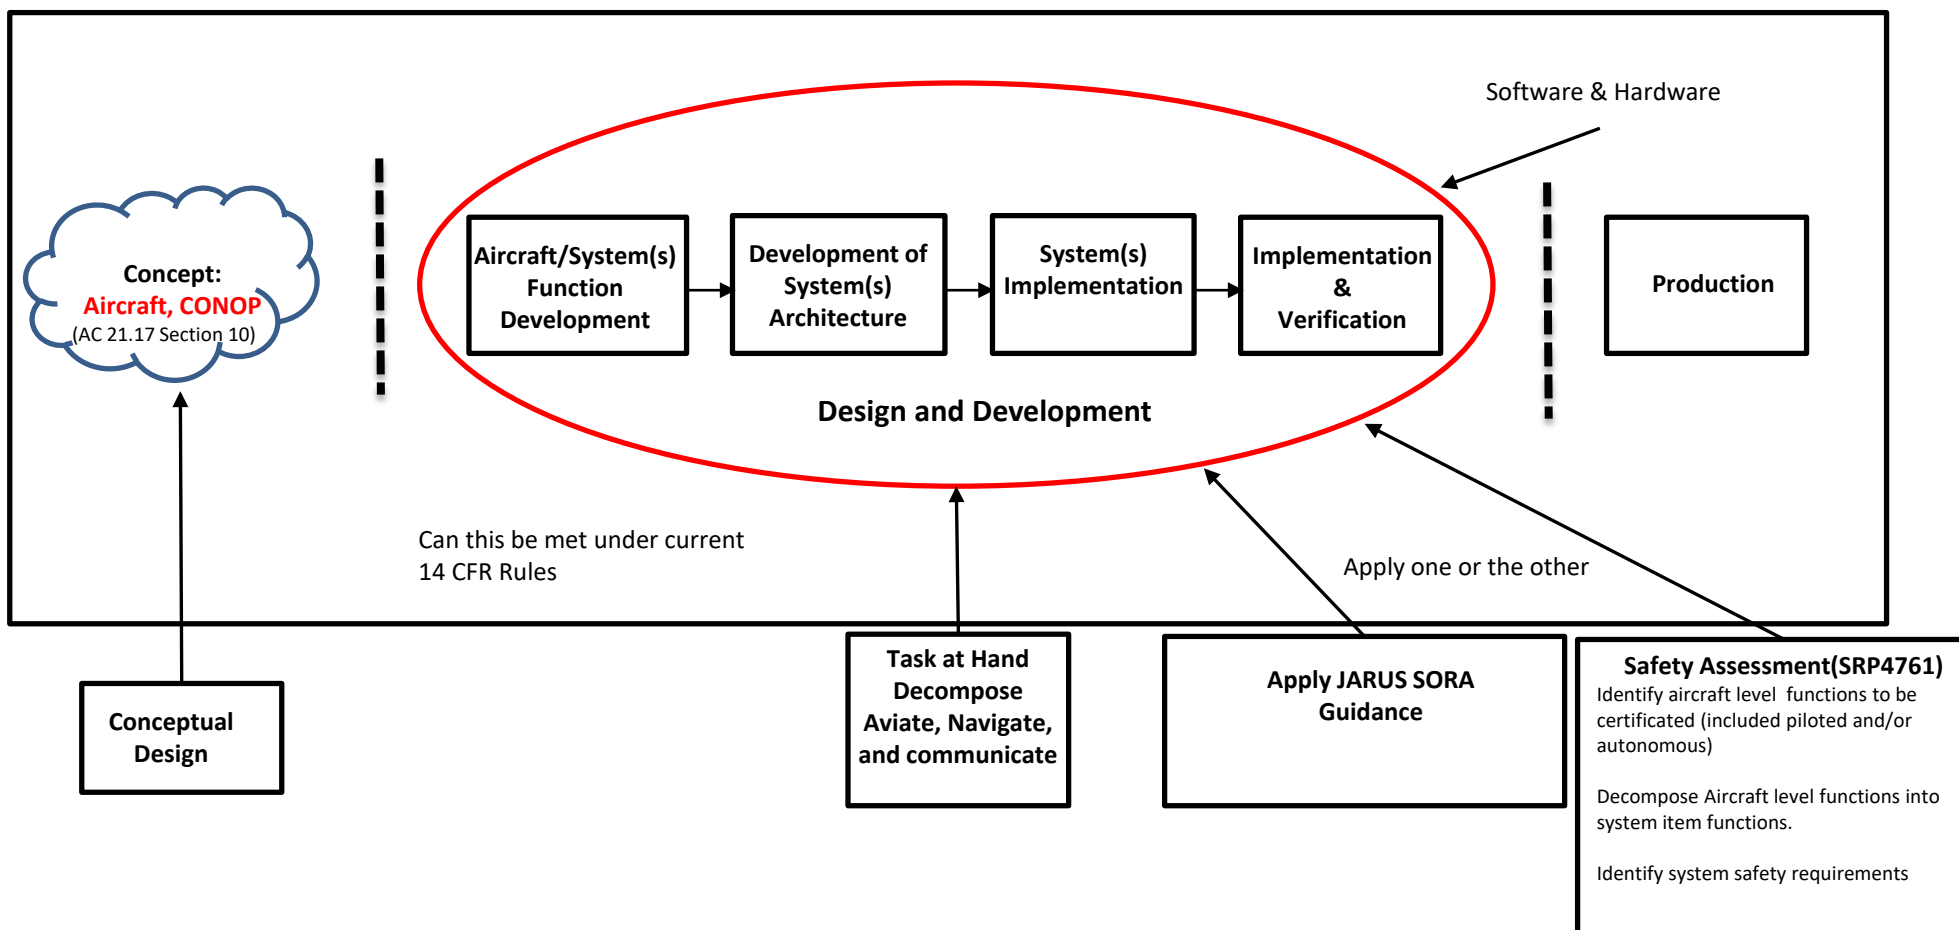 Software & Hardware
Concept:
Aircraft, CONOP
(AC 21.17 Section 10)
Aircraft/System(s)
Function
Development
Development of
System(s)
Architecture
System(s)
Implementation
Implementation
&
Verification
Production
Design and Development
Can this be met under current
14 CFR Rules
Apply one or the other
Conceptual
Design
Task at Hand
Decompose
Aviate, Navigate,
and communicate
Apply JARUS SORA
Guidance
Safety Assessment(SRP4761)
Identify aircraft level functions to be
certificated (included piloted and/or
autonomous)
Decompose Aircraft level functions into
system item functions.
Identify system safety requirements